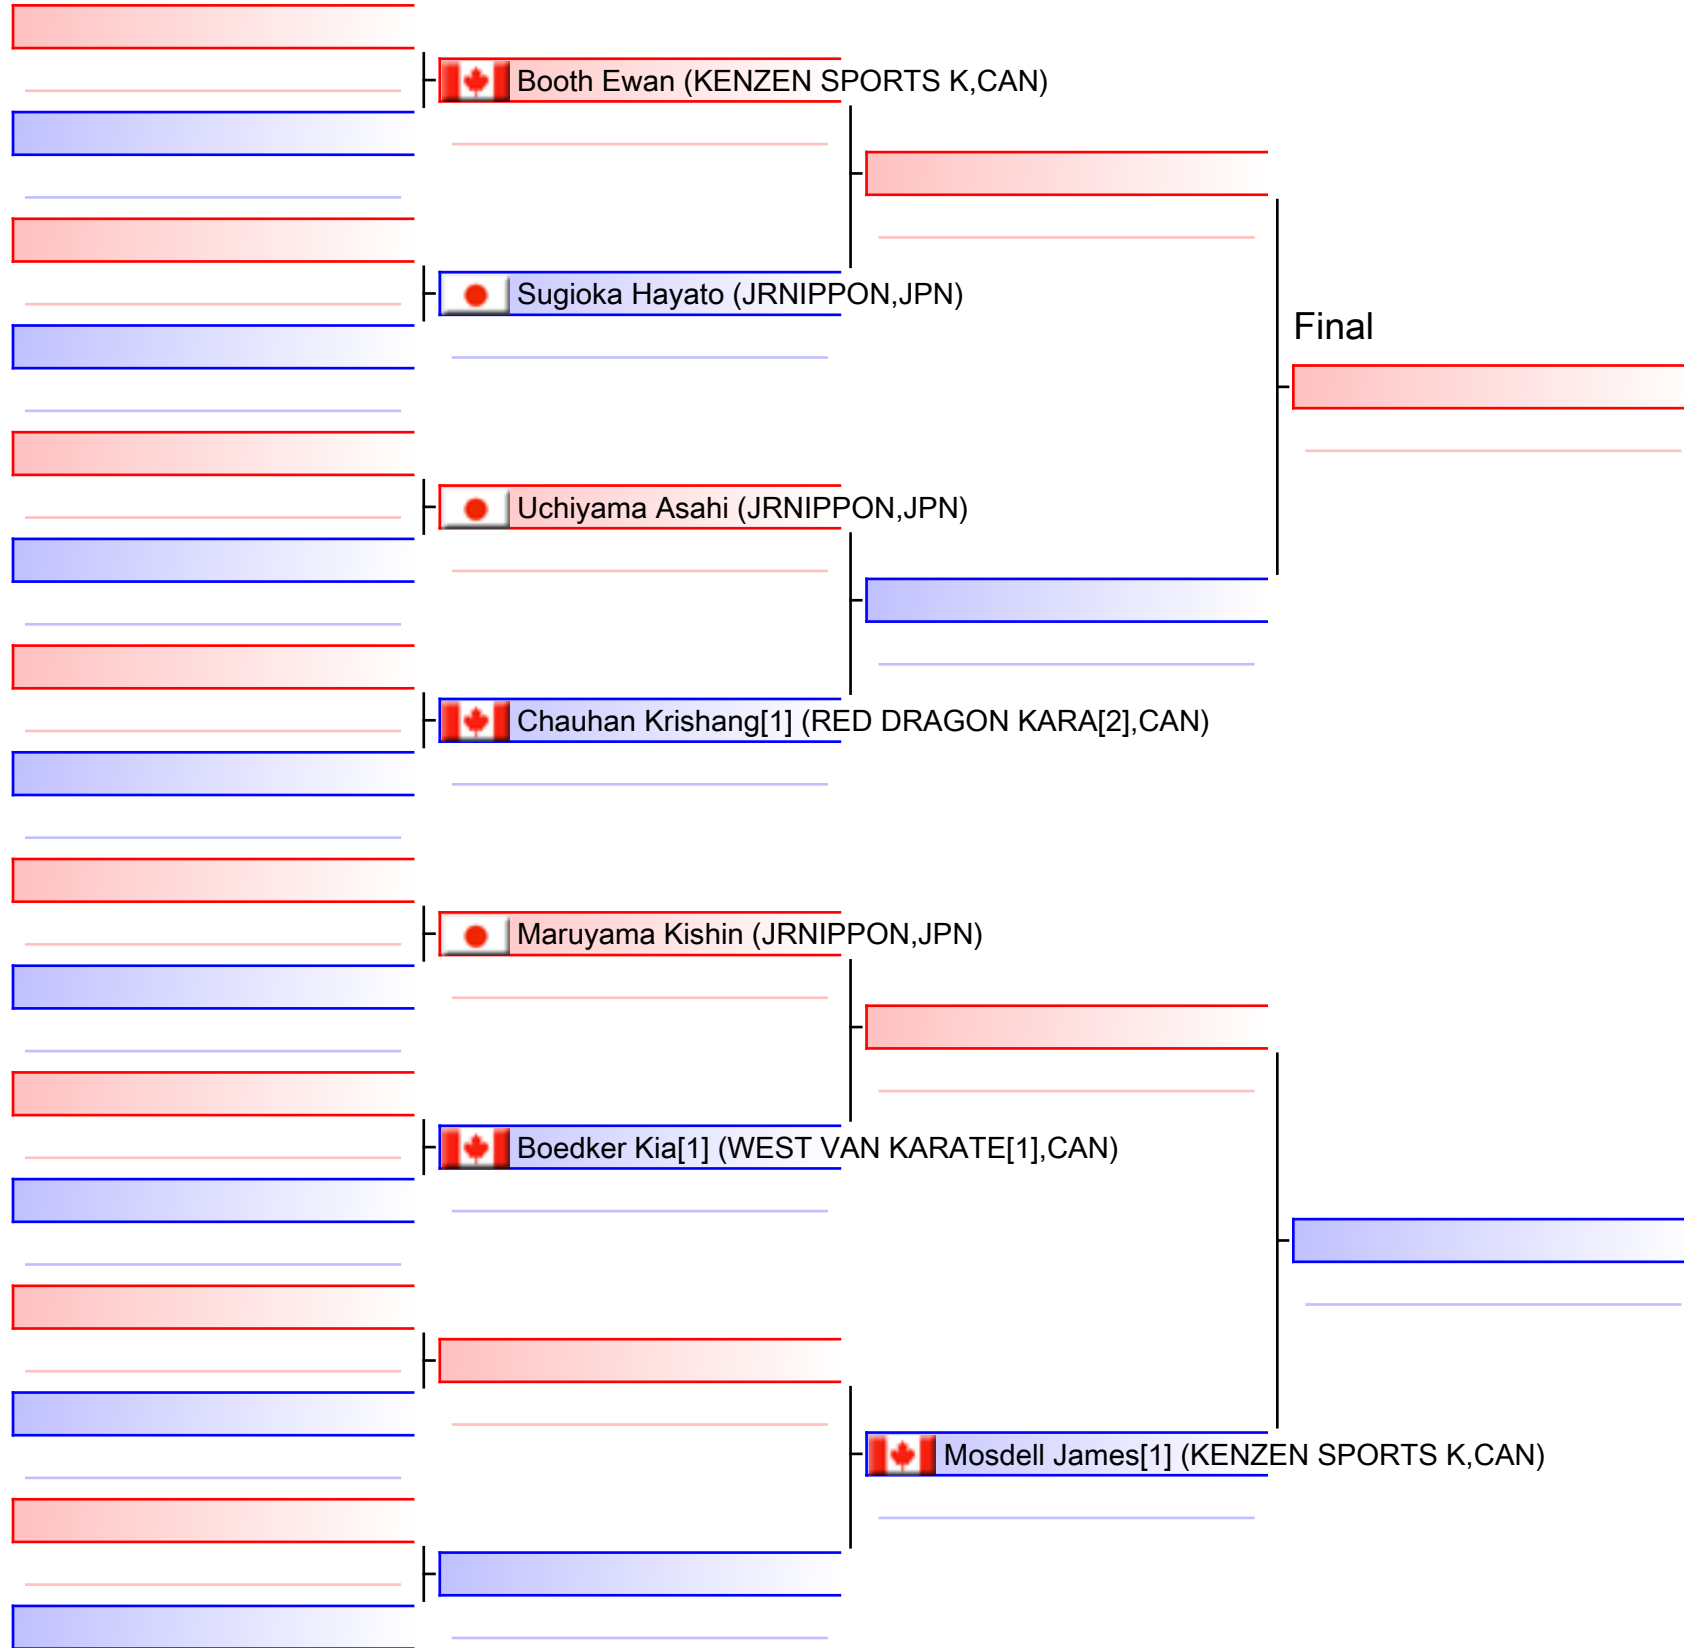 Booth Ewan (KENZEN SPORTS K,CAN)
Sugioka Hayato (JRNIPPON,JPN)
Final
Uchiyama Asahi (JRNIPPON,JPN)
Chauhan Krishang[1] (RED DRAGON KARA[2],CAN)
Maruyama Kishin (JRNIPPON,JPN)
Boedker Kia[1] (WEST VAN KARATE[1],CAN)
Mosdell James[1] (KENZEN SPORTS K,CAN)